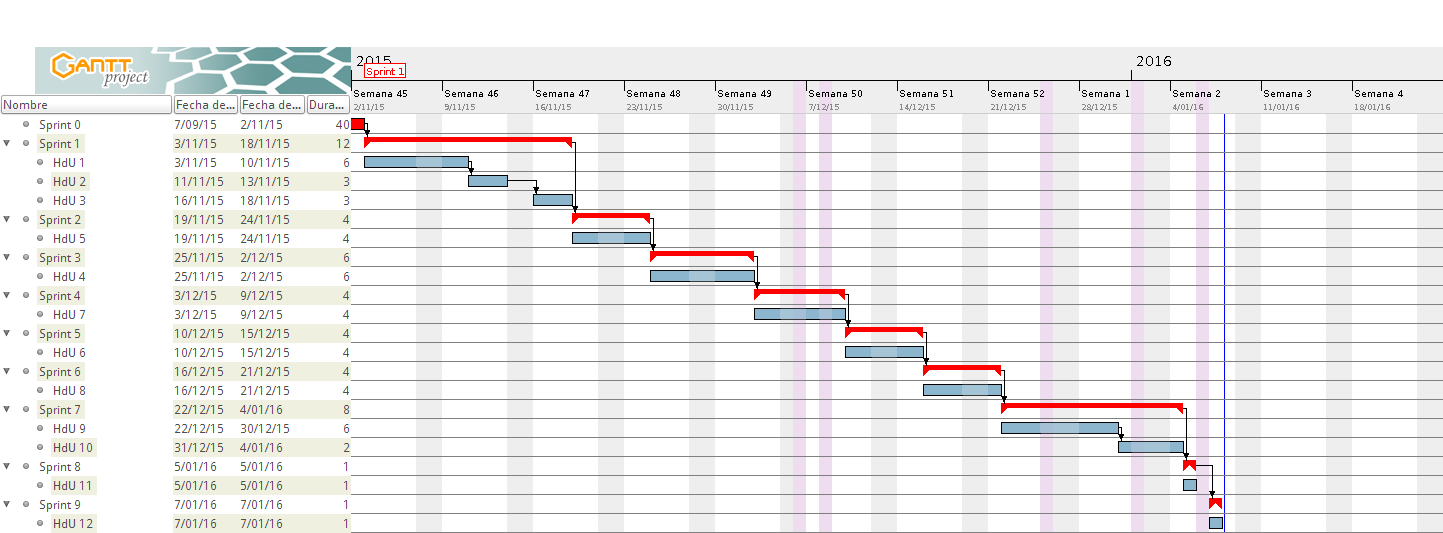 GANTT
project
2015
2016
Sprint 1
Semana 45 Semana 46 Semana 47 Semana 48 Semana 49 Semana 50 Semana 51 Semana 52 Semana 1 Semana 2 Semana 3 Semana 4
2/11/15 9/11/15 16/11/15 23/11/15 30/11/15 7/12/15 14/12/15 21/12/15 28/12/15 4/01/16 11/01/16 18/01/16
Nombre Fecha de... Fecha de... Dura...
Sprint 0 7/09/15 2/11/15 40
Sprint 1 3/11/15 18/11/15 12
HdU 1 3/11/15 10/11/15 6
HdU 2 11/11/15 13/11/15 3
HdU 3 16/11/15 18/11/15 3
Sprint 2 19/11/15 24/11/15 4
HdU 5 19/11/15 24/11/15 4
Sprint 3 25/11/15 2/12/15 6
HdU 4 25/11/15 2/12/15 6
Sprint 4 3/12/15 9/12/15 4
HdU 7 3/12/15 9/12/15 4
Sprint 5 10/12/15 15/12/15 4
HdU 6 10/12/15 15/12/15 4
Sprint 6 16/12/15 21/12/15 4
HdU 8 16/12/15 21/12/15 4
Sprint 7 22/12/15 4/01/16 8
HdU 9 22/12/15 30/12/15 6
HdU 10 31/12/15 4/01/16 2
Sprint 8 5/01/16 5/01/16 1
HdU 11 5/01/16 5/01/16 1
Sprint 9 7/01/16 7/01/16 1
HdU 12 7/01/16 7/01/16 1